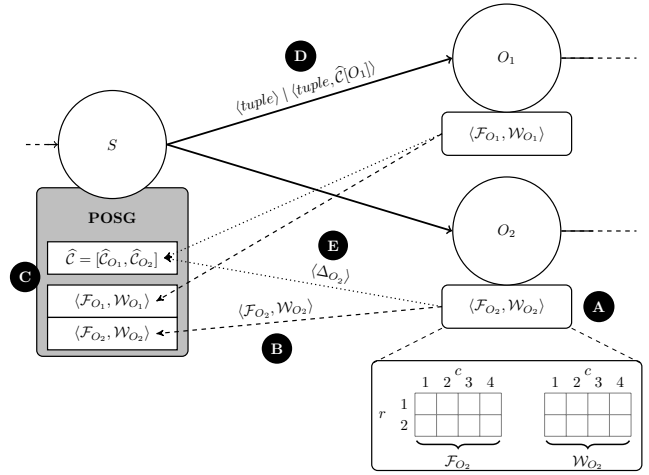 D
O₁
⟨tuple⟩ | ⟨tuple, Ĉ[O₁]⟩
S
⟨ℱ_{O₁}, 𝒲_{O₁}⟩
POSG
O₂
Ĉ = [Ĉ_{O₁}, Ĉ_{O₂}]
E
⟨Δ_{O₂}⟩
C
⟨ℱ_{O₁}, 𝒲_{O₁}⟩
⟨ℱ_{O₂}, 𝒲_{O₂}⟩
⟨ℱ_{O₂}, 𝒲_{O₂}⟩
A
⟨ℱ_{O₂}, 𝒲_{O₂}⟩
B
c c
1 2 3 4 1 2 3 4
r 1
2
ℱ_{O₂} 𝒲_{O₂}